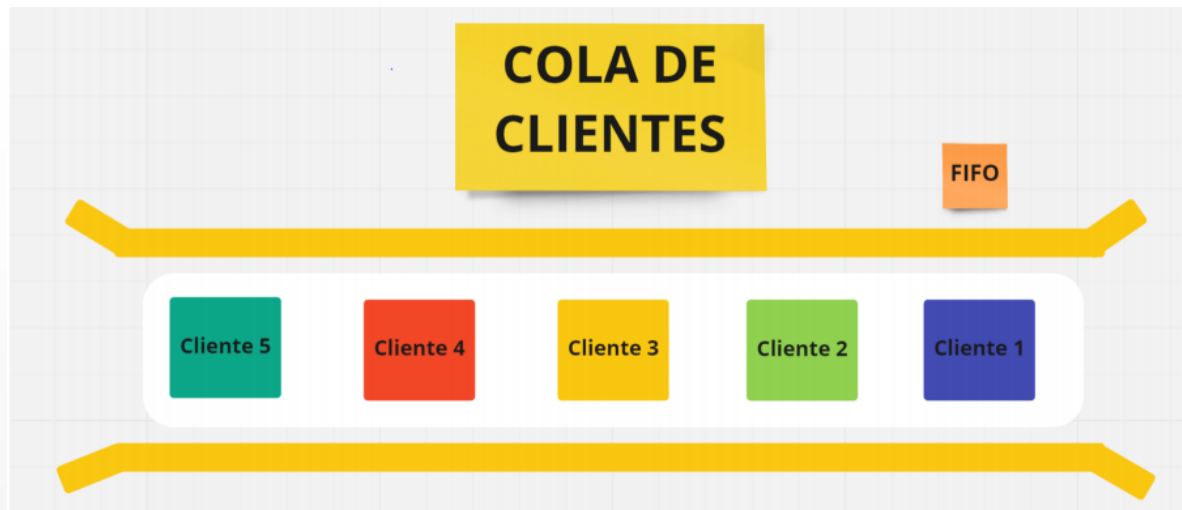 COLA DE
CLIENTES
FIFO
Cliente 5
Cliente 4
Cliente 3
Cliente 2
Cliente 1